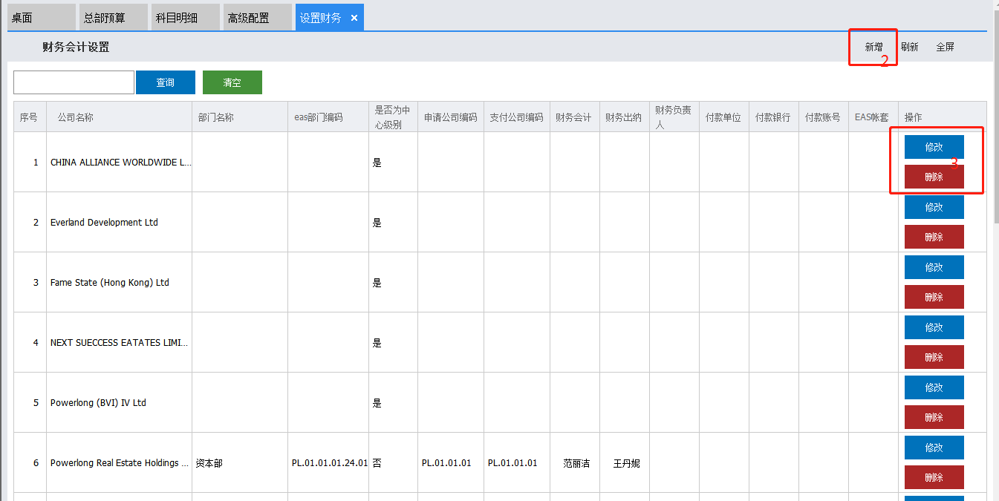 桌面 总部预算 科目明细 高级配置 设置财务 ×
财务会计设置 新增 刷新 全屏
2
查询 清空
序号 公司名称 部门名称 eas部门编码 是否为中心级别 申请公司编码 支付公司编码 财务会计 财务出纳 财务负责人 付款单位 付款银行 付款账号 EAS帐套 操作
1 CHINA ALLIANCE WORLDWIDE L... 是 修改
3
删除
2 Everland Development Ltd 是 修改
删除
3 Fame State (Hong Kong) Ltd 是 修改
删除
4 NEXT SUECCESS EATATES LIMI... 是 修改
删除
5 Powerlong (BVI) IV Ltd 是 修改
删除
6 Powerlong Real Estate Holdings ... 资本部 PL.01.01.01.24.01 否 PL.01.01.01 PL.01.01.01 范丽洁 王丹妮 修改
删除